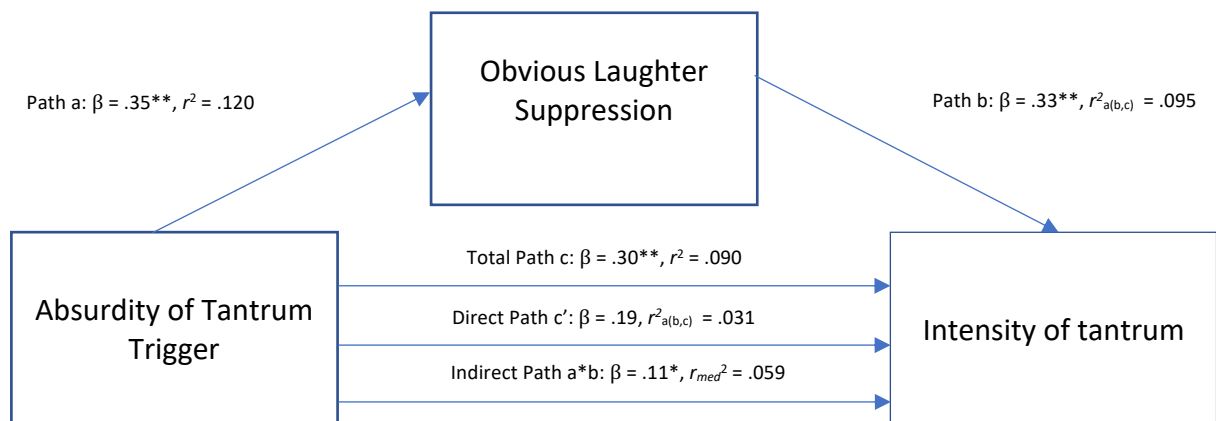 Obvious Laughter
Suppression
Path a: β = .35**, r² = .120
Path b: β = .33**, r²a(b,c) = .095
Total Path c: β = .30**, r² = .090
Absurdity of Tantrum
Trigger
Direct Path c’: β = .19, r²a(b,c) = .031
Intensity of tantrum
Indirect Path a*b: β = .11*, rmed² = .059